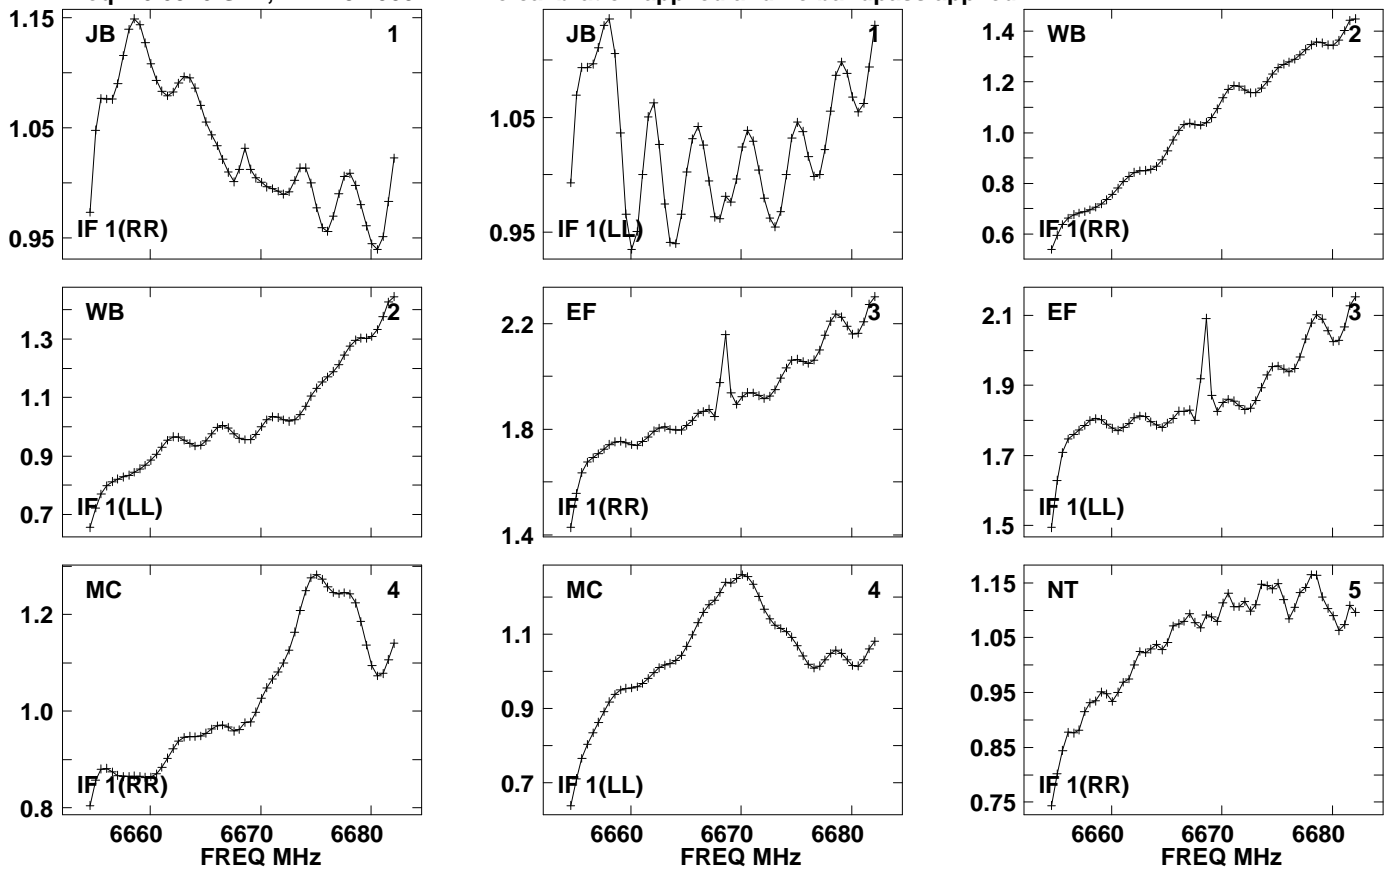 JB 1
1.15
1.05
0.95
IF 1(RR)
JB 1
1.05
0.95
IF 1(LL)
WB 2
1.4
1.2
1.0
0.8
0.6
IF 1(RR)
WB 2
1.3
1.1
0.9
0.7
IF 1(LL)
EF 3
2.2
1.8
1.4
IF 1(RR)
EF 3
2.1
1.9
1.7
1.5
IF 1(LL)
MC 4
1.2
1.0
0.8
IF 1(RR)
6660 6670 6680
FREQ MHz
MC 4
1.1
0.9
0.7
IF 1(LL)
6660 6670 6680
FREQ MHz
NT 5
1.15
1.05
0.95
0.85
0.75
IF 1(RR)
6660 6670 6680
FREQ MHz